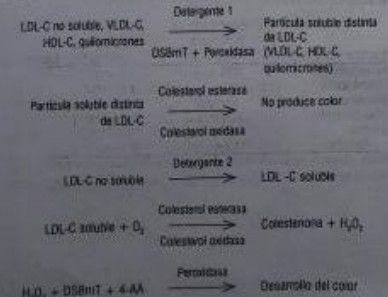 Detergente 1
LDL-C no soluble, VLDL-C, HDL-C, quilomicrones
DSBmT + Peroxidasa
Partícula soluble distinta de LDL-C (VLDL-C, HDL-C, quilomicrones)
Colesterol esterasa
Partícula soluble distinta de LDL-C
Colesterol oxidasa
No produce color
Detergente 2
LDL-C no soluble
LDL -C soluble
Colesterol esterasa
LDL-C soluble + O₂
Colesterol oxidasa
Colestenona + H₂O₂
Peroxidasa
H₂O₂ + DSBmT + 4-AA
Desarrollo del color